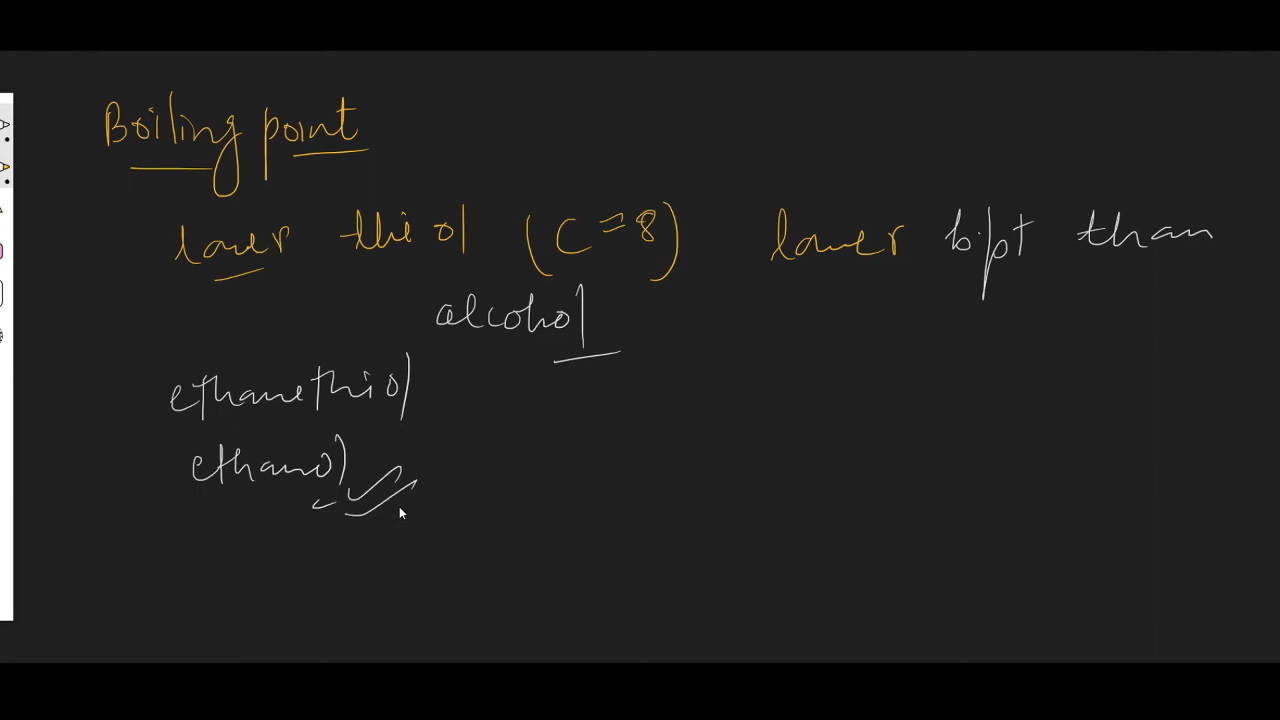 Boiling point
lower thiol (C=8) lower b.pt than
alcohol
ethanethiol
ethanol